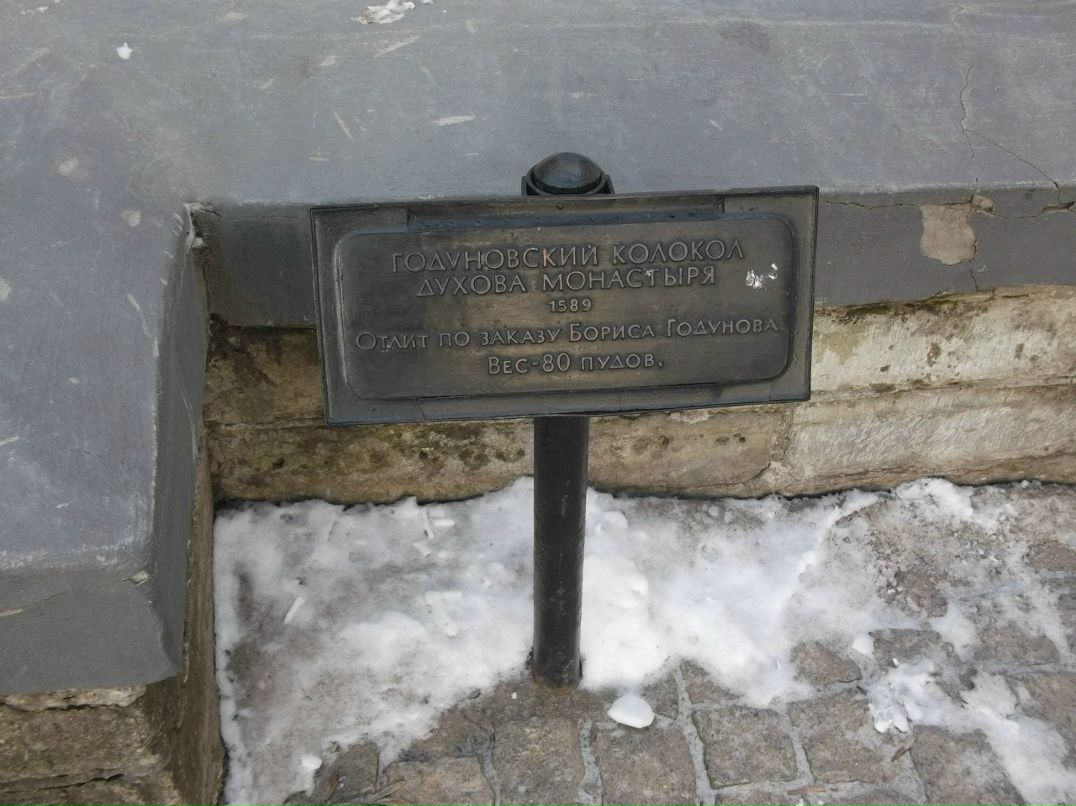 ГОДУНОВСКИЙ КОЛОКОЛ
ДУХОВА МОНАСТЫРЯ
1589
Отлит по заказу Бориса Годунова.
Вес-80 пудов.